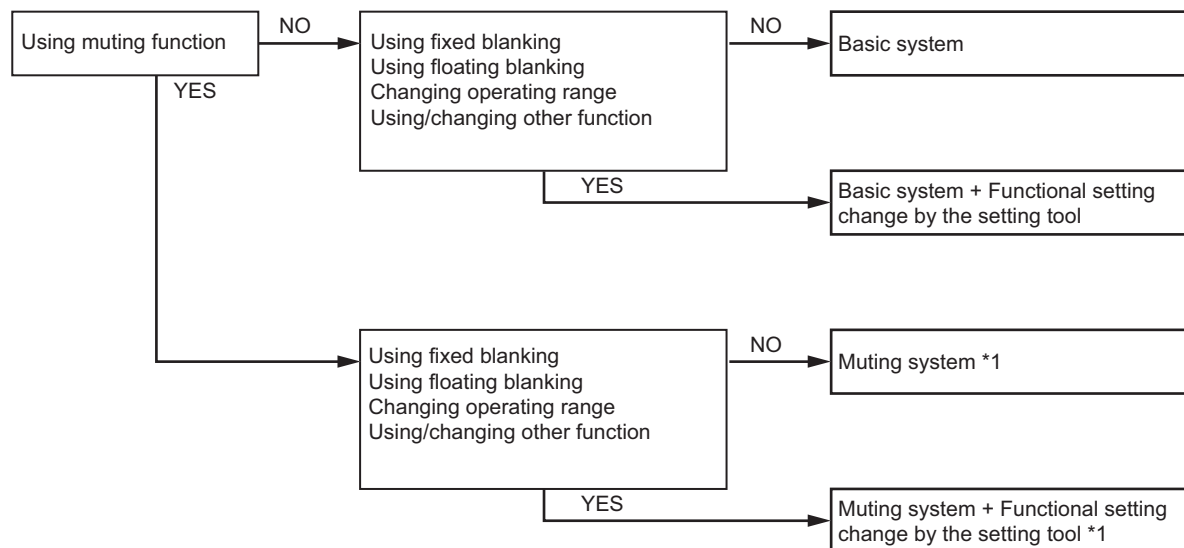 Using muting function
NO
YES
Using fixed blanking
Using floating blanking
Changing operating range
Using/changing other function
NO
Basic system
YES
Basic system + Functional setting
change by the setting tool
Using fixed blanking
Using floating blanking
Changing operating range
Using/changing other function
NO
Muting system *1
YES
Muting system + Functional setting
change by the setting tool *1